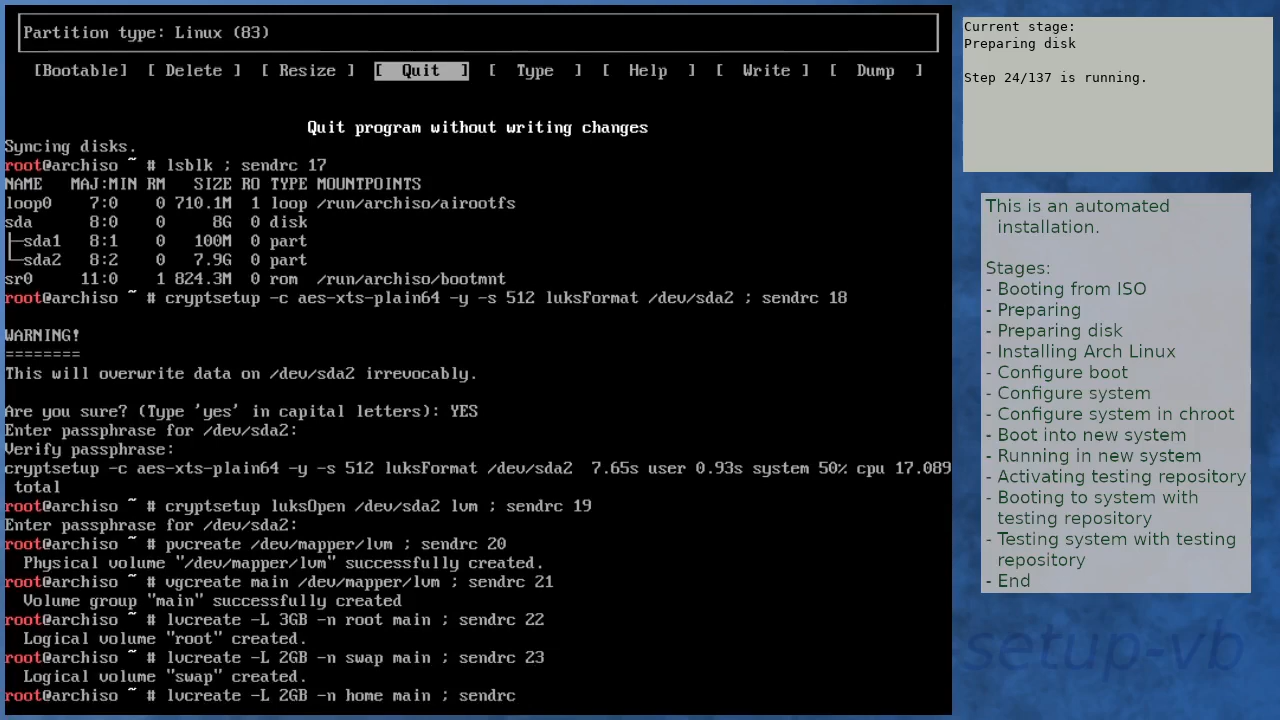 Partition type: Linux (83)
[Bootable] [ Delete ] [ Resize ] [ Quit ] [ Type ] [ Help ] [ Write ] [ Dump ]
Quit program without writing changes
Syncing disks.
root@archiso ~ # lsblk ; sendrc 17
NAME MAJ:MIN RM SIZE RO TYPE MOUNTPOINTS
loop0 7:0 0 710.1M 1 loop /run/archiso/airootfs
sda 8:0 0 8G 0 disk
├─sda1 8:1 0 100M 0 part
└─sda2 8:2 0 7.9G 0 part
sr0 11:0 1 824.3M 0 rom /run/archiso/bootmnt
root@archiso ~ # cryptsetup -c aes-xts-plain64 -y -s 512 luksFormat /dev/sda2 ; sendrc 18
WARNING!
========
This will overwrite data on /dev/sda2 irrevocably.
Are you sure? (Type 'yes' in capital letters): YES
Enter passphrase for /dev/sda2:
Verify passphrase:
cryptsetup -c aes-xts-plain64 -y -s 512 luksFormat /dev/sda2 7.65s user 0.93s system 50% cpu 17.089
total
root@archiso ~ # cryptsetup luksOpen /dev/sda2 lvm ; sendrc 19
Enter passphrase for /dev/sda2:
root@archiso ~ # pvcreate /dev/mapper/lvm ; sendrc 20
Physical volume "/dev/mapper/lvm" successfully created.
root@archiso ~ # vgcreate main /dev/mapper/lvm ; sendrc 21
Volume group "main" successfully created
root@archiso ~ # lvcreate -L 3GB -n root main ; sendrc 22
Logical volume "root" created.
root@archiso ~ # lvcreate -L 2GB -n swap main ; sendrc 23
Logical volume "swap" created.
root@archiso ~ # lvcreate -L 2GB -n home main ; sendrc
Current stage:
Preparing disk
Step 24/137 is running.
This is an automated
installation.
Stages:
- Booting from ISO
- Preparing
- Preparing disk
- Installing Arch Linux
- Configure boot
- Configure system
- Configure system in chroot
- Boot into new system
- Running in new system
- Activating testing repository
- Booting to system with
testing repository
- Testing system with testing
repository
- End
setup-vb